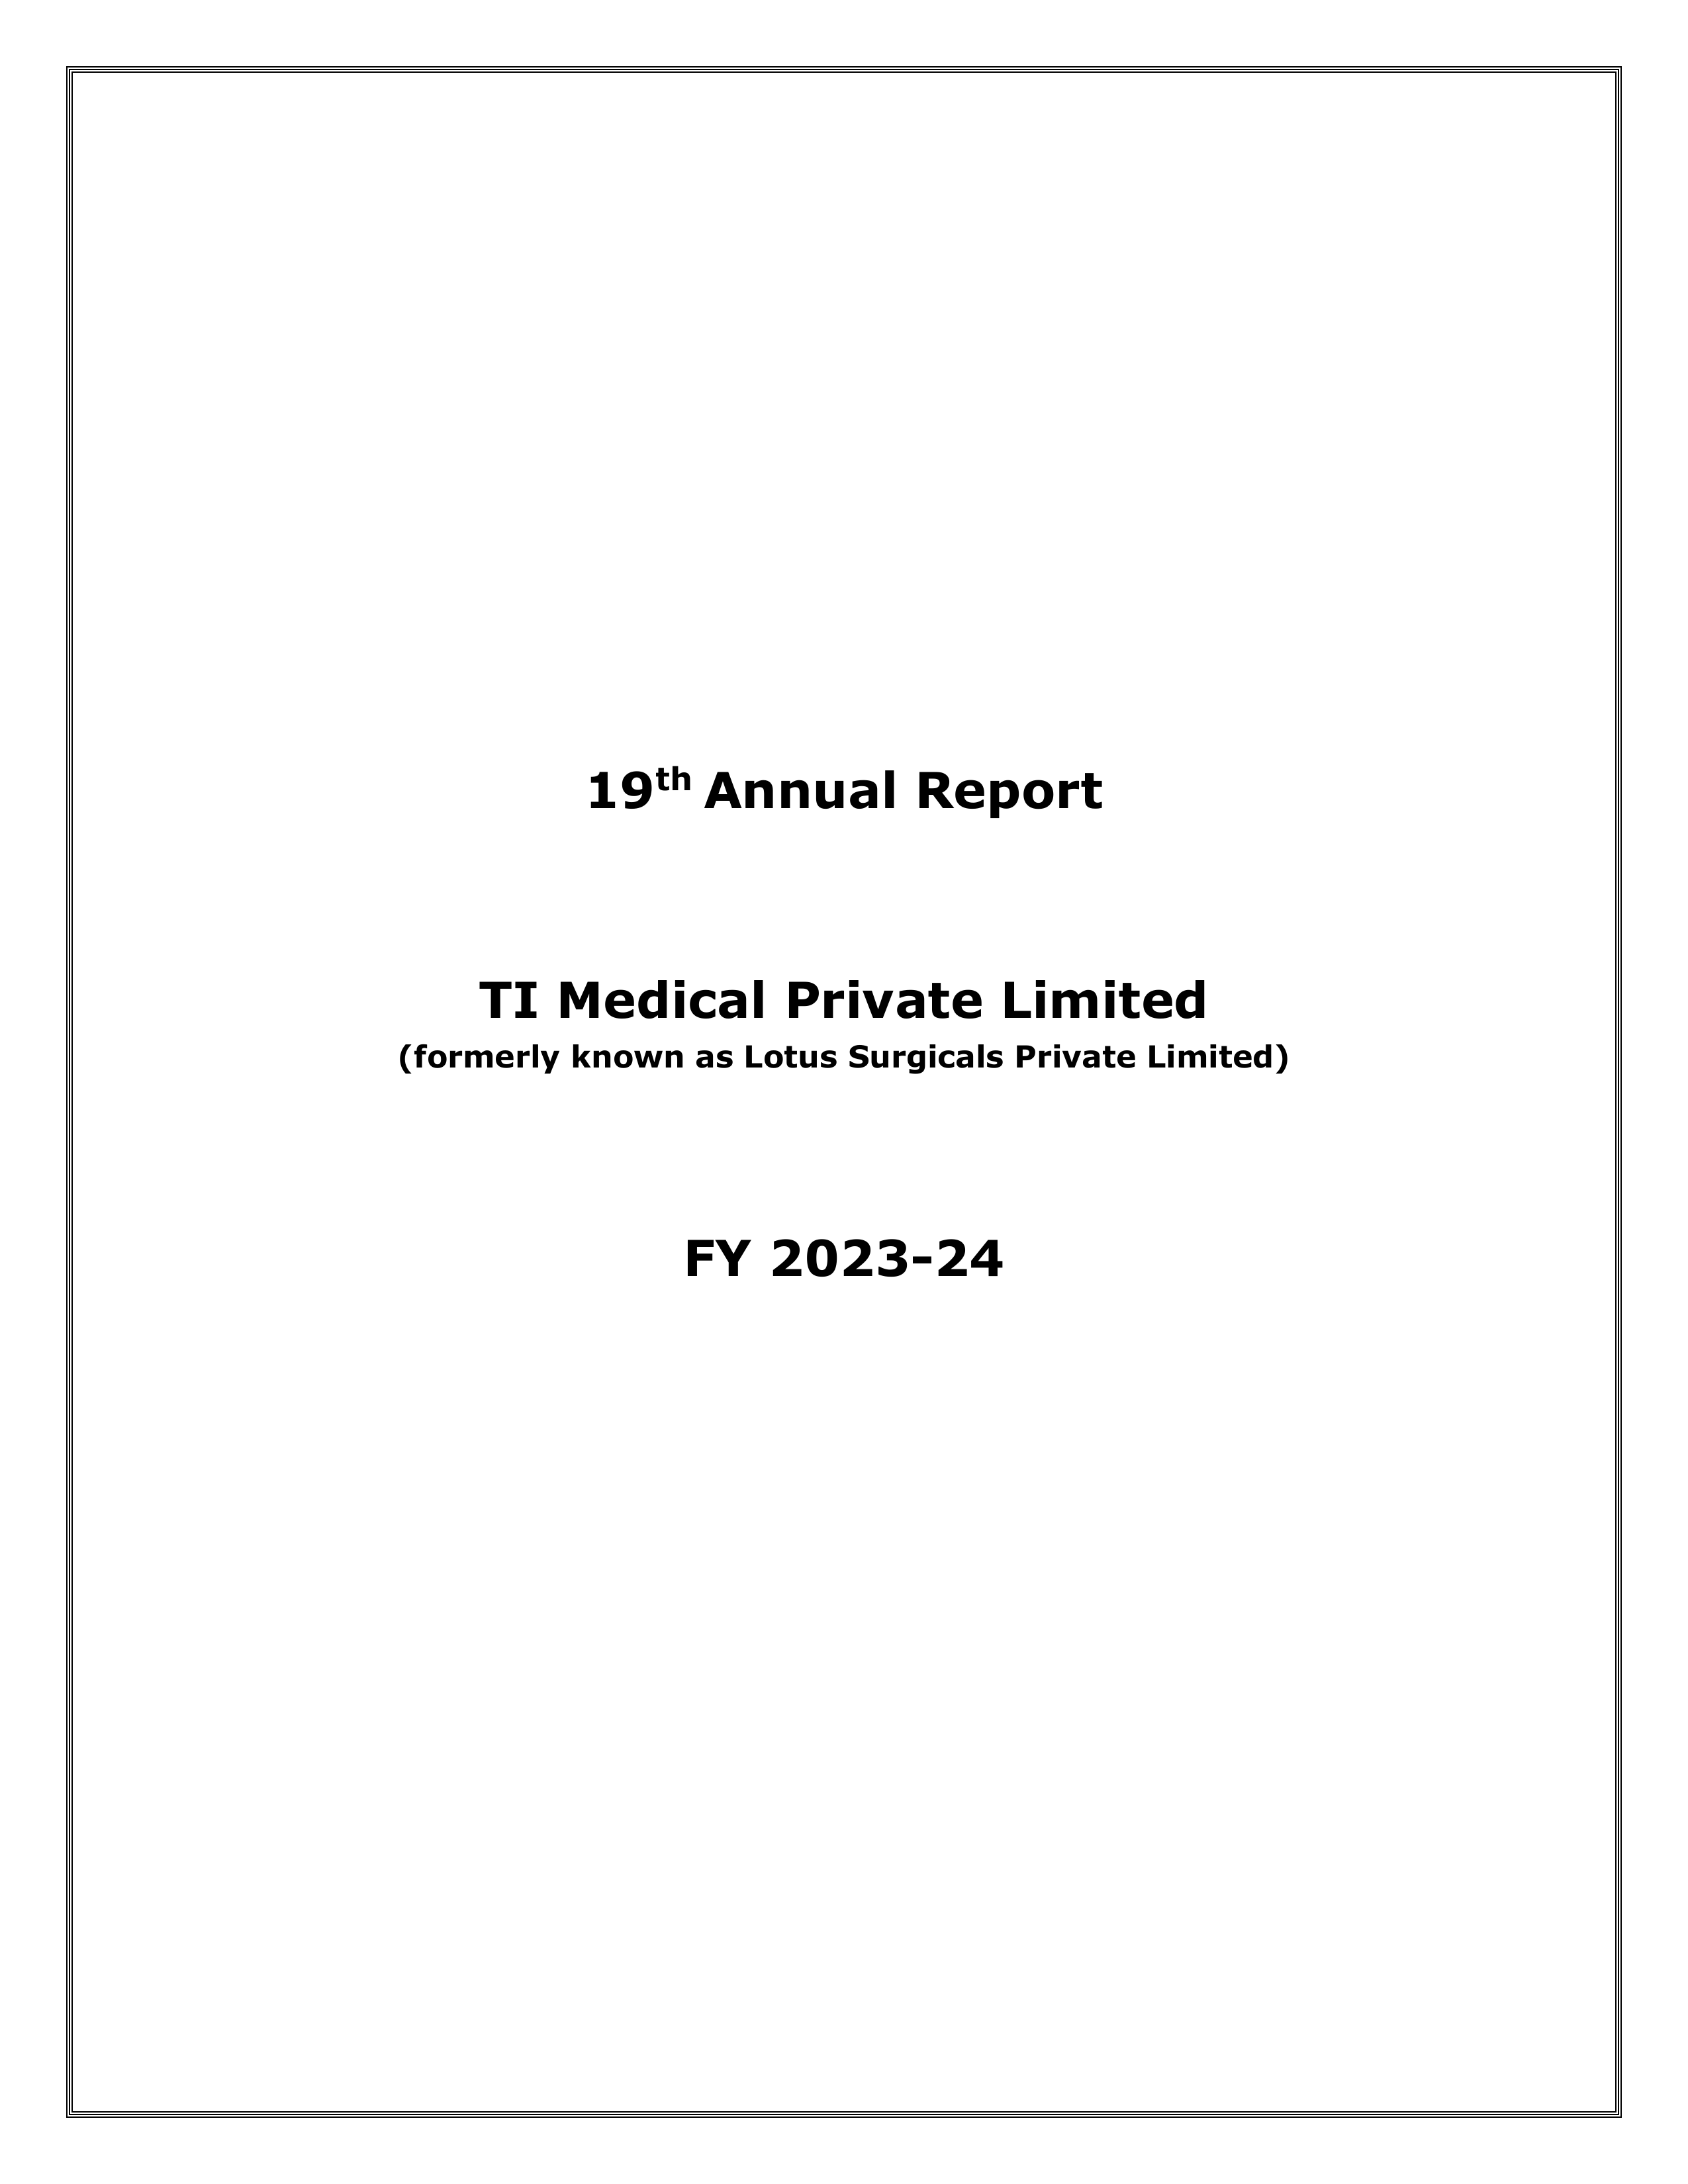 19th Annual Report
TI Medical Private Limited
(formerly known as Lotus Surgicals Private Limited)
FY 2023-24